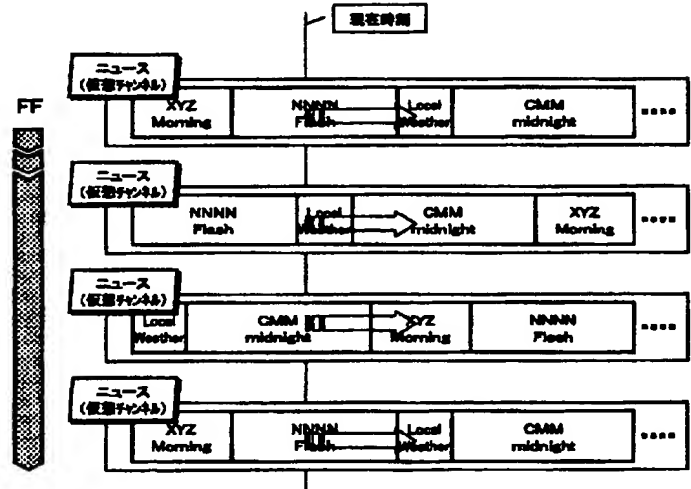 現在時刻
FF
ニュース
(仮想チャンネル)
XYZ
Morning
NNNN
Flash
Local
Weather
CMM
midnight
ニュース
(仮想チャンネル)
NNNN
Flash
Local
Weather
CMM
midnight
XYZ
Morning
ニュース
(仮想チャンネル)
Local
Weather
CMM
midnight
XYZ
Morning
NNNN
Flash
ニュース
(仮想チャンネル)
XYZ
Morning
NNNN
Flash
Local
Weather
CMM
midnight